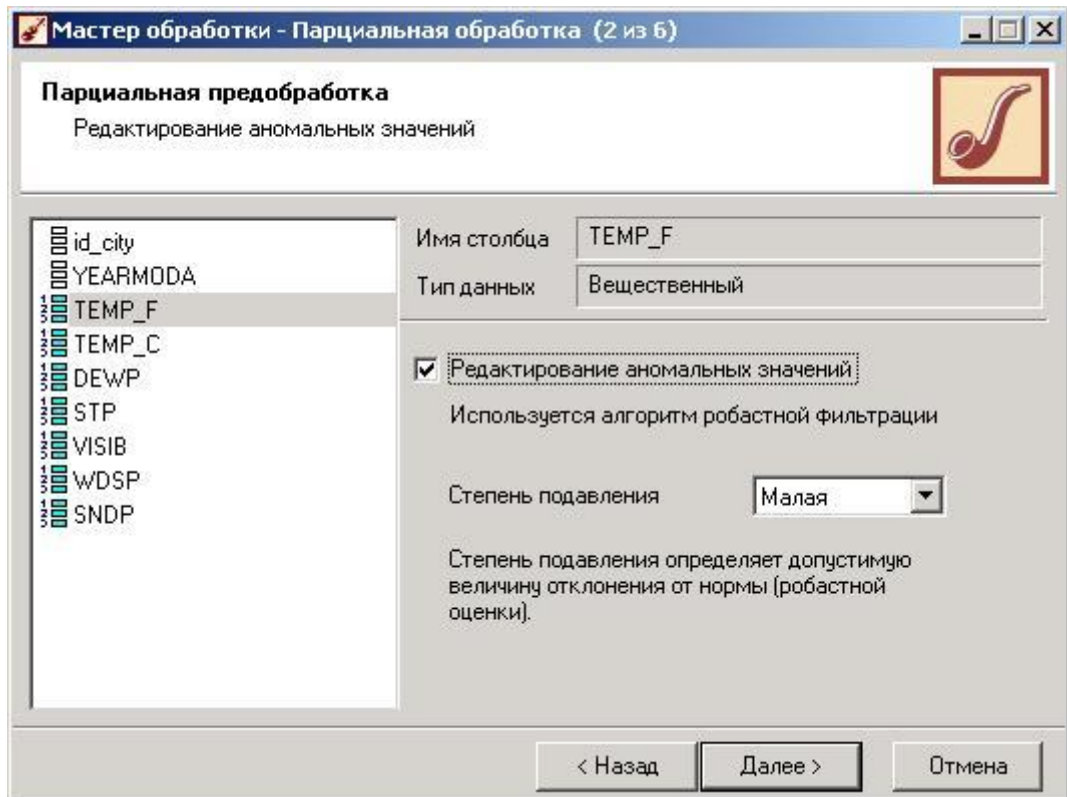 Мастер обработки - Парциальная обработка (2 из 6)
Парциальная предобработка
Редактирование аномальных значений
id_city
YEARMODA
TEMP_F
TEMP_C
DEWP
STP
VISIB
WDSP
SNDP
Имя столбца TEMP_F
Тип данных Вещественный
Редактирование аномальных значений
Используется алгоритм робастной фильтрации
Степень подавления Малая
Степень подавления определяет допустимую
величину отклонения от нормы (робастной
оценки).
< Назад Далее > Отмена